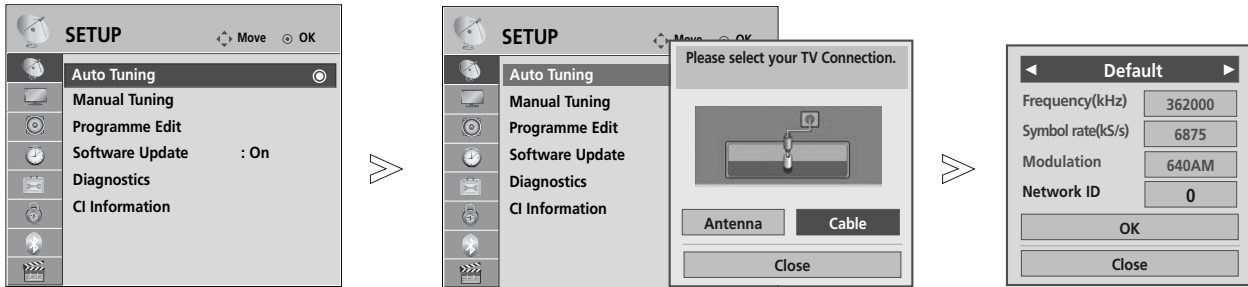 SETUP
Move OK
Auto Tuning
Manual Tuning
Programme Edit
Software Update : On
Diagnostics
CI Information
SETUP
Move OK
Auto Tuning
Manual Tuning
Programme Edit
Software Update
Diagnostics
CI Information
Please select your TV Connection.
Antenna Cable
Close
Default
Frequency(kHz) 362000
Symbol rate(kS/s) 6875
Modulation 640AM
Network ID 0
OK
Close